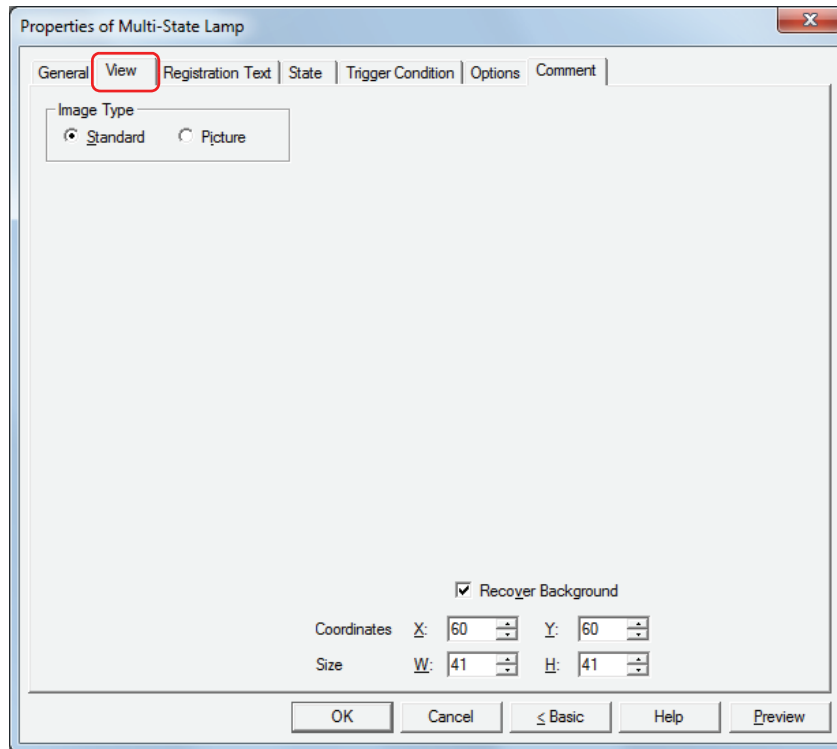 Properties of Multi-State Lamp
General View Registration Text State Trigger Condition Options Comment
Image Type
Standard Picture
Recover Background
Coordinates X: 60 Y: 60
Size W: 41 H: 41
OK Cancel < Basic Help Preview